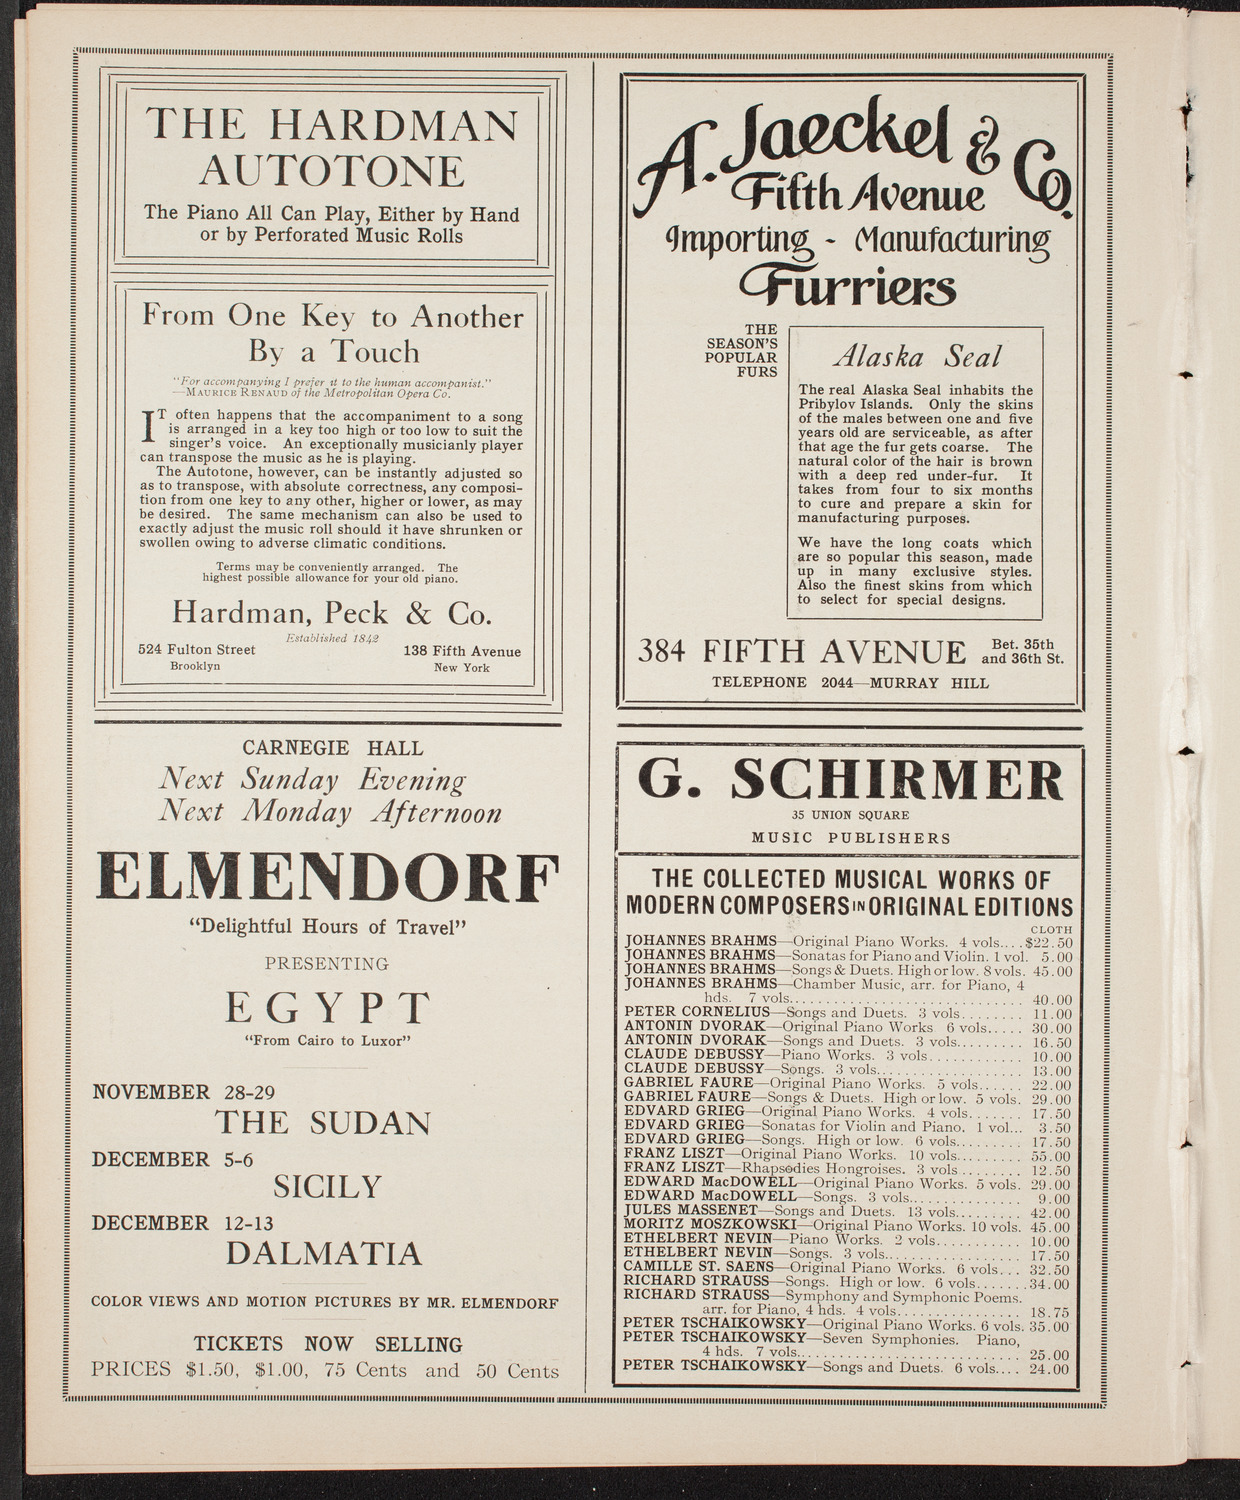 THE HARDMAN
AUTOTONE
The Piano All Can Play, Either by Hand
or by Perforated Music Rolls
From One Key to Another
By a Touch
"For accompanying I prefer it to the human accompanist."
—MAURICE RENAUD of the Metropolitan Opera Co.
IT often happens that the accompaniment to a song
is arranged in a key too high or too low to suit the
singer's voice. An exceptionally musicianly player
can transpose the music as he is playing.
The Autotone, however, can be instantly adjusted so
as to transpose, with absolute correctness, any composi-
tion from one key to any other, higher or lower, as may
be desired. The same mechanism can also be used to
exactly adjust the music roll should it have shrunken or
swollen owing to adverse climatic conditions.
Terms may be conveniently arranged. The
highest possible allowance for your old piano.
Hardman, Peck & Co.
Established 1842
524 Fulton Street 138 Fifth Avenue
Brooklyn New York
CARNEGIE HALL
Next Sunday Evening
Next Monday Afternoon
ELMENDORF
"Delightful Hours of Travel"
PRESENTING
EGYPT
"From Cairo to Luxor"
NOVEMBER 28-29
THE SUDAN
DECEMBER 5-6
SICILY
DECEMBER 12-13
DALMATIA
COLOR VIEWS AND MOTION PICTURES BY MR. ELMENDORF
TICKETS NOW SELLING
PRICES $1.50, $1.00, 75 Cents and 50 Cents
A. Jaeckel & Co.
Fifth Avenue
Importing - Manufacturing
Furriers
THE
SEASON'S
POPULAR
FURS
Alaska Seal
The real Alaska Seal inhabits the
Pribylov Islands. Only the skins
of the males between one and five
years old are serviceable, as after
that age the fur gets coarse. The
natural color of the hair is brown
with a deep red under-fur. It
takes from four to six months
to cure and prepare a skin for
manufacturing purposes.
We have the long coats which
are so popular this season, made
up in many exclusive styles.
Also the finest skins from which
to select for special designs.
384 FIFTH AVENUE Bet. 35th
and 36th St.
TELEPHONE 2044—MURRAY HILL
G. SCHIRMER
35 UNION SQUARE
MUSIC PUBLISHERS
THE COLLECTED MUSICAL WORKS OF
MODERN COMPOSERS IN ORIGINAL EDITIONS
CLOTH
JOHANNES BRAHMS—Original Piano Works. 4 vols....$22.50
JOHANNES BRAHMS—Sonatas for Piano and Violin. 1 vol. 5.00
JOHANNES BRAHMS—Songs & Duets. High or low. 8 vols. 45.00
JOHANNES BRAHMS—Chamber Music, arr. for Piano, 4
hds. 7 vols............................... 40.00
PETER CORNELIUS—Songs and Duets. 3 vols........ 11.00
ANTONIN DVORAK—Original Piano Works 6 vols..... 30.00
ANTONIN DVORAK—Songs and Duets. 3 vols......... 16.50
CLAUDE DEBUSSY—Piano Works. 3 vols............ 10.00
CLAUDE DEBUSSY—Songs. 3 vols................... 13.00
GABRIEL FAURE—Original Piano Works. 5 vols...... 22.00
GABRIEL FAURE—Songs & Duets. High or low. 5 vols. 29.00
EDVARD GRIEG—Original Piano Works. 4 vols....... 17.50
EDVARD GRIEG—Sonatas for Violin and Piano. 1 vol... 3.50
EDVARD GRIEG—Songs. High or low. 6 vols......... 17.50
FRANZ LISZT—Original Piano Works. 10 vols........ 55.00
FRANZ LISZT—Rhapsodies Hongroises. 3 vols ........ 12.50
EDWARD MacDOWELL—Original Piano Works. 5 vols. 29.00
EDWARD MacDOWELL—Songs. 3 vols............... 9.00
JULES MASSENET—Songs and Duets. 13 vols......... 42.00
MORITZ MOSZKOWSKI—Original Piano Works. 10 vols. 45.00
ETHELBERT NEVIN—Piano Works. 2 vols........... 10.00
ETHELBERT NEVIN—Songs. 3 vols.................. 17.50
CAMILLE ST. SAENS—Original Piano Works. 6 vols... 32.50
RICHARD STRAUSS—Songs. High or low. 6 vols.......34.00
RICHARD STRAUSS—Symphony and Symphonic Poems.
arr. for Piano, 4 hds. 4 vols................ 18.75
PETER TSCHAIKOWSKY—Original Piano Works. 6 vols. 35.00
PETER TSCHAIKOWSKY—Seven Symphonies. Piano,
4 hds. 7 vols.............................. 25.00
PETER TSCHAIKOWSKY—Songs and Duets. 6 vols.... 24.00